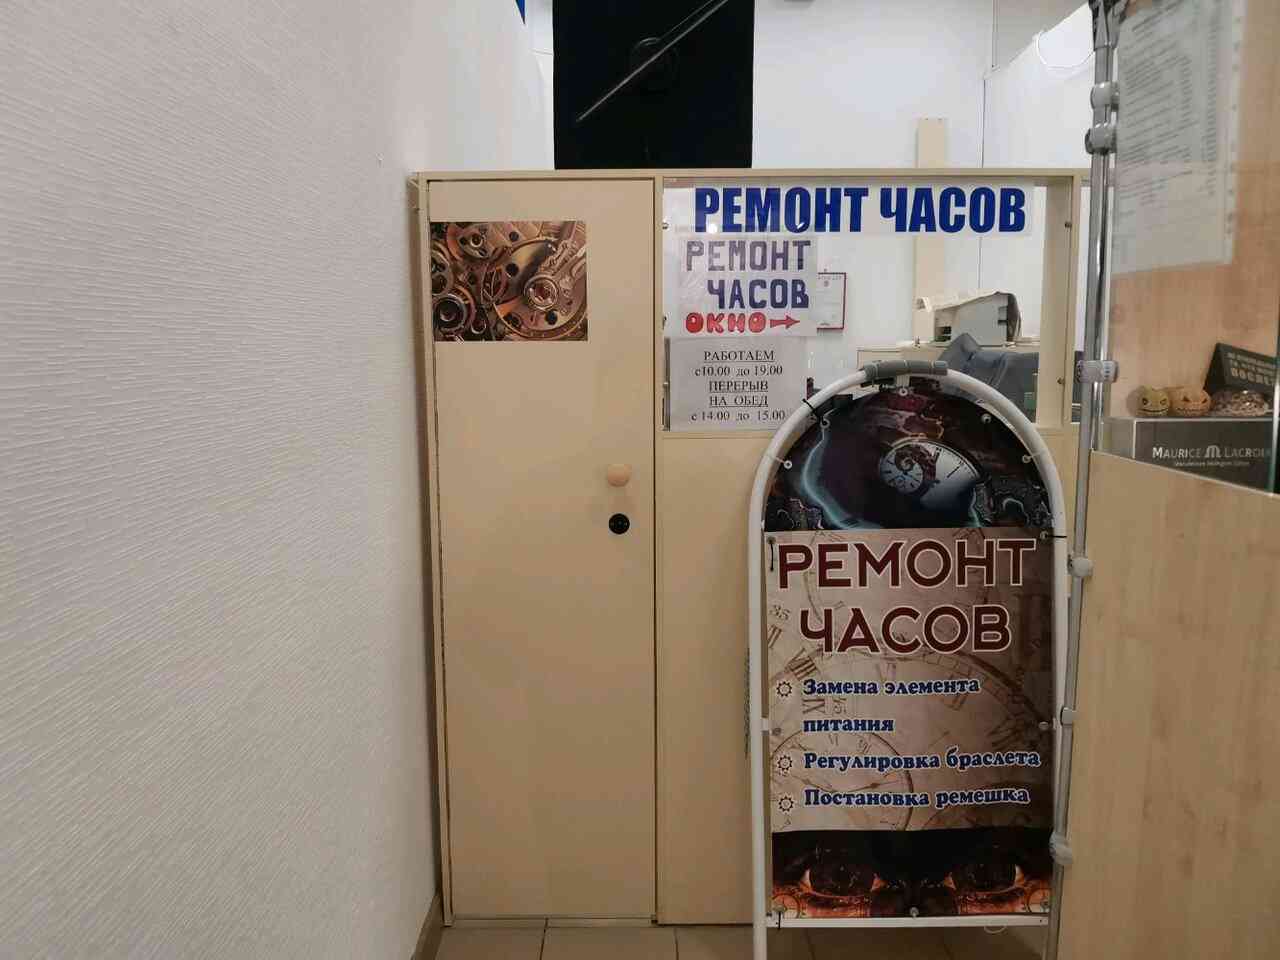 РЕМОНТ ЧАСОВ
РЕМОНТ
ЧАСОВ
ОКНО
РАБОТАЕМ
с10.00 до 19.00
ПЕРЕРЫВ
НА ОБЕД
с 14.00 до 15.00
MAURICE LACROIX
РЕМОНТ
ЧАСОВ
Замена элемента
питания
Регулировка браслета
Постановка ремешка